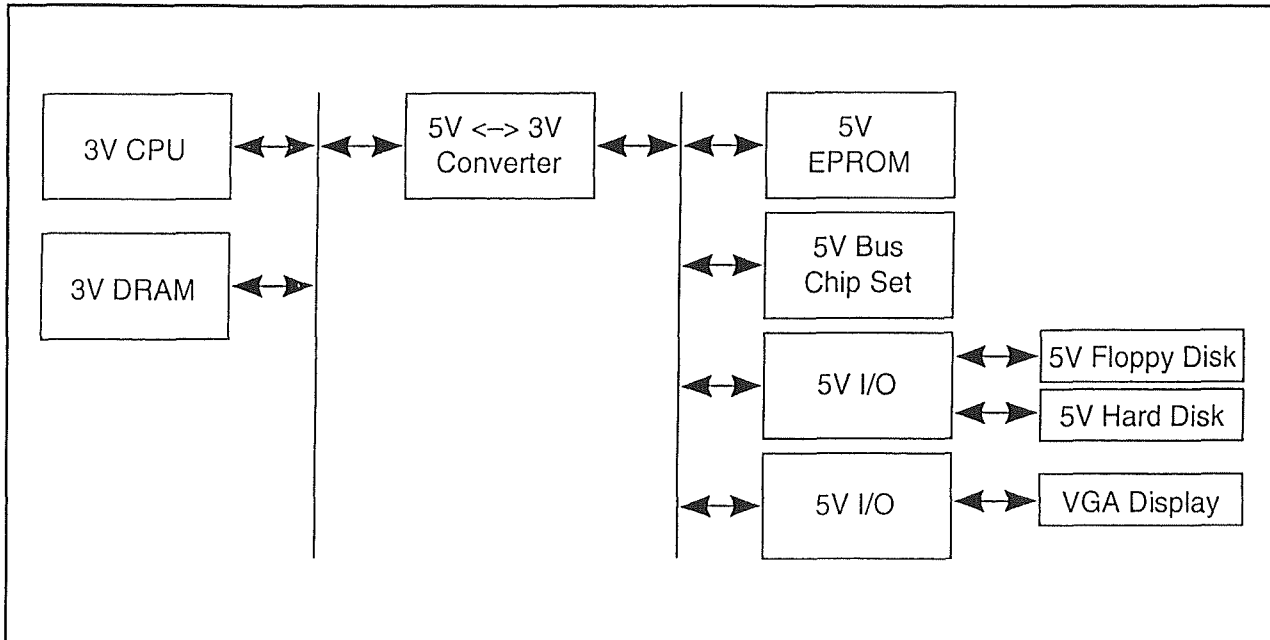 3V CPU
3V DRAM
5V <–> 3V
Converter
5V
EPROM
5V Bus
Chip Set
5V I/O
5V Floppy Disk
5V Hard Disk
5V I/O
VGA Display